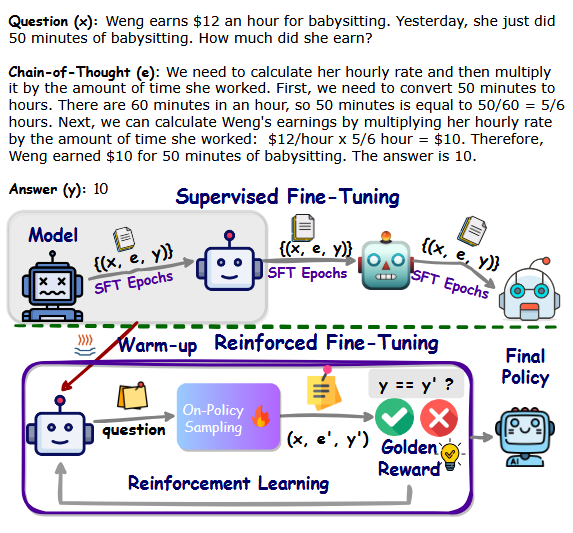 Question (x): Weng earns $12 an hour for babysitting. Yesterday, she just did
50 minutes of babysitting. How much did she earn?
Chain-of-Thought (e): We need to calculate her hourly rate and then multiply
it by the amount of time she worked. First, we need to convert 50 minutes to
hours. There are 60 minutes in an hour, so 50 minutes is equal to 50/60 = 5/6
hours. Next, we can calculate Weng's earnings by multiplying her hourly rate
by the amount of time she worked: $12/hour x 5/6 hour = $10. Therefore,
Weng earned $10 for 50 minutes of babysitting. The answer is 10.
Answer (y): 10
Supervised Fine-Tuning
Model
{(x, e, y)}
SFT Epochs
{(x, e, y)}
SFT Epochs
{(x, e, y)}
SFT Epochs
Warm-up
Reinforced Fine-Tuning
Final
Policy
question
On-Policy
Sampling
(x, e', y')
y == y' ?
Golden
Reward
Reinforcement Learning
AI